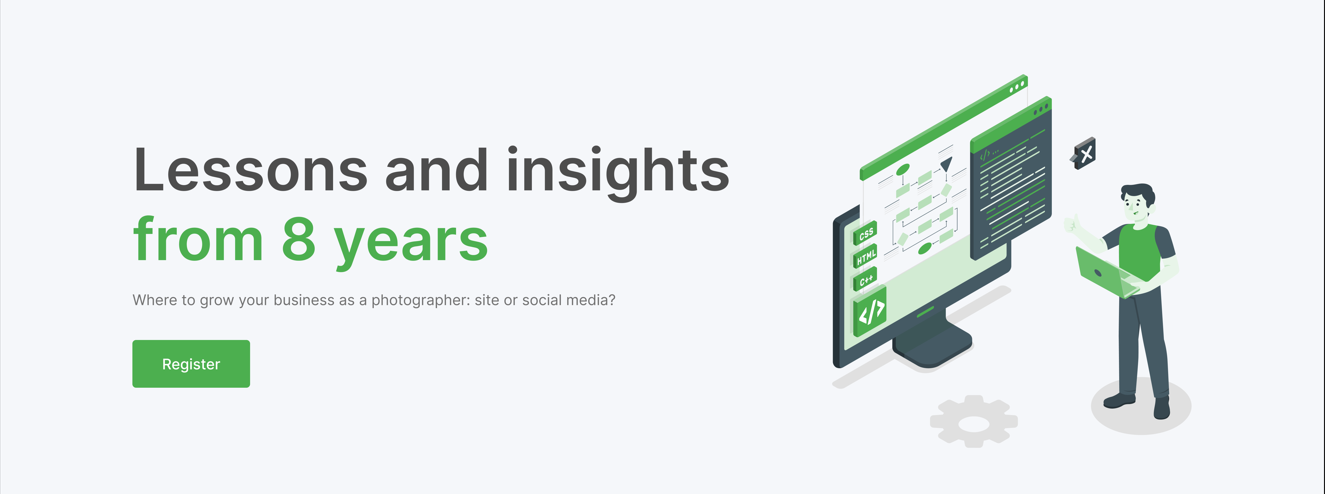 Lessons and insights
from 8 years
Where to grow your business as a photographer: site or social media?
Register
CSS
HTML
C++
</>
</>
X